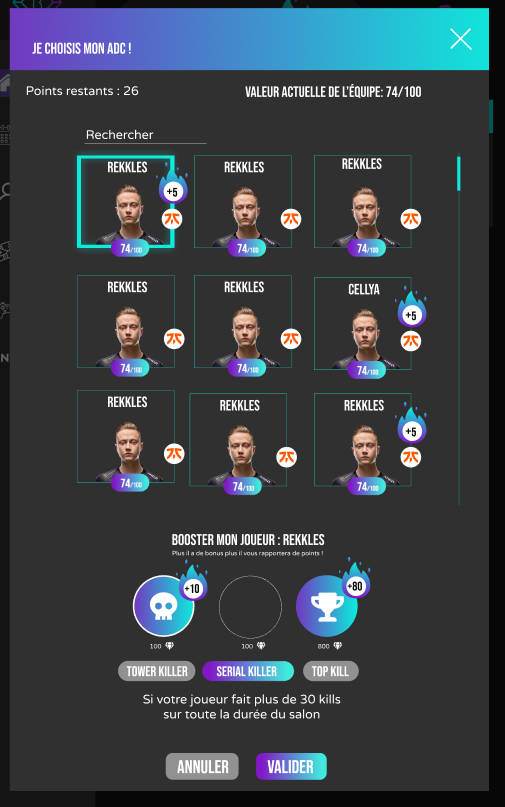 JE CHOISIS MON ADC !
Points restants : 26
VALEUR ACTUELLE DE L'ÉQUIPE: 74/100
Rechercher
REKKLES
REKKLES
REKKLES
+5
74/100
74/100
74/100
REKKLES
REKKLES
CELLYA
+5
74/100
74/100
74/100
REKKLES
REKKLES
REKKLES
+5
74/100
74/100
74/100
BOOSTER MON JOUEUR : REKKLES
Plus il a de bonus plus il vous rapportera de points !
+10
+80
100
100
800
TOWER KILLER
SERIAL KILLER
TOP KILL
Si votre joueur fait plus de 30 kills
sur toute la durée du salon
ANNULER
VALIDER